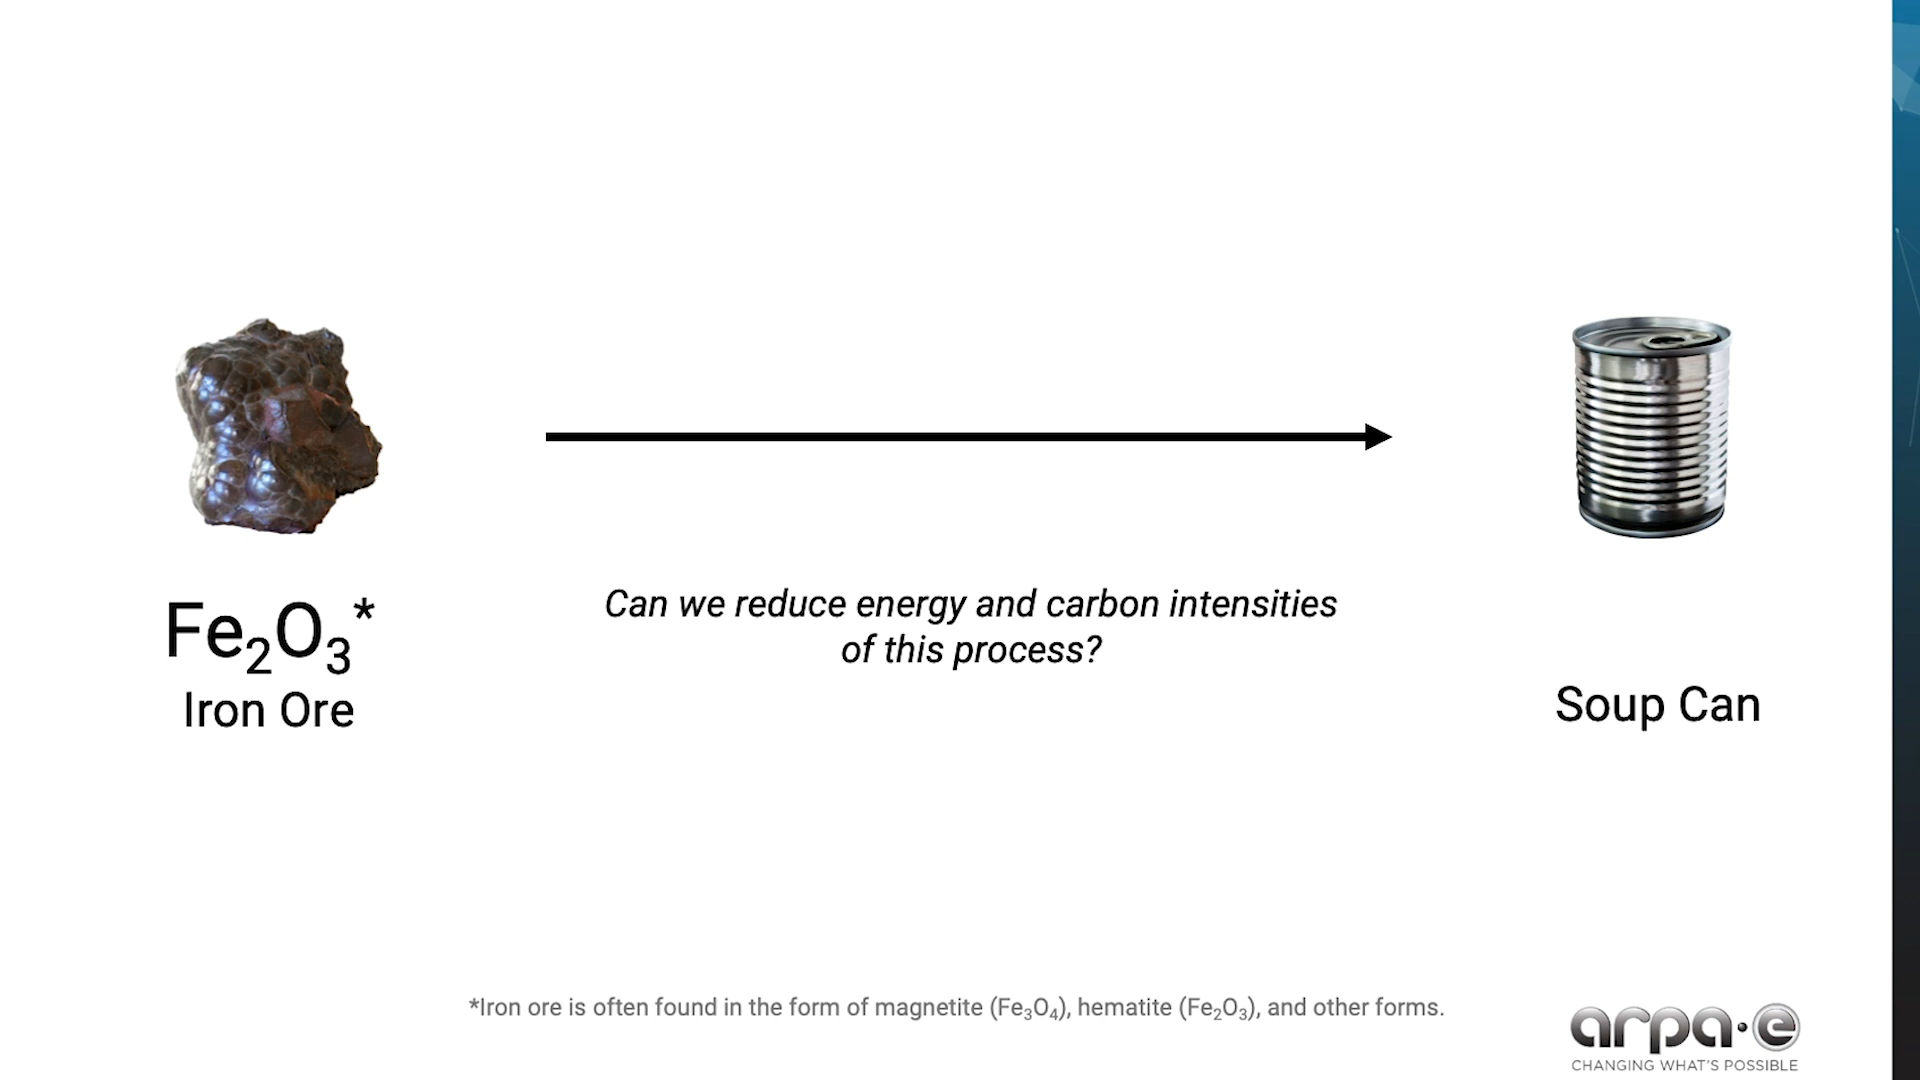 Fe₂O₃*
Iron Ore
Can we reduce energy and carbon intensities
of this process?
Soup Can
*Iron ore is often found in the form of magnetite (Fe₃O₄), hematite (Fe₂O₃), and other forms.
arpa·e
CHANGING WHAT'S POSSIBLE